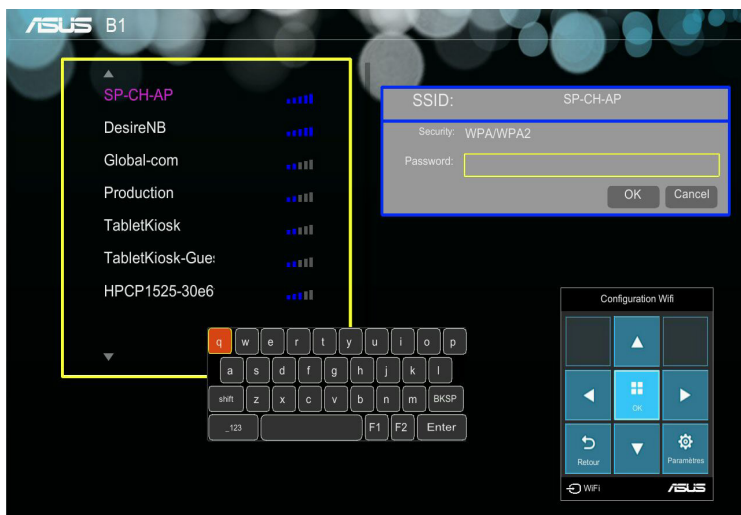 ASUS B1
SP-CH-AP
DesireNB
Global-com
Production
TabletKiosk
TabletKiosk-Gue
HPCP1525-30e6
SSID: SP-CH-AP
Security: WPA/WPA2
Password:
OK Cancel
q w e r t y u i o p
a s d f g h j k l
shift z x c v b n m BKSP
_123 F1 F2 Enter
Configuration Wifi
OK
Retour
Paramètres
WiFi
ASUS